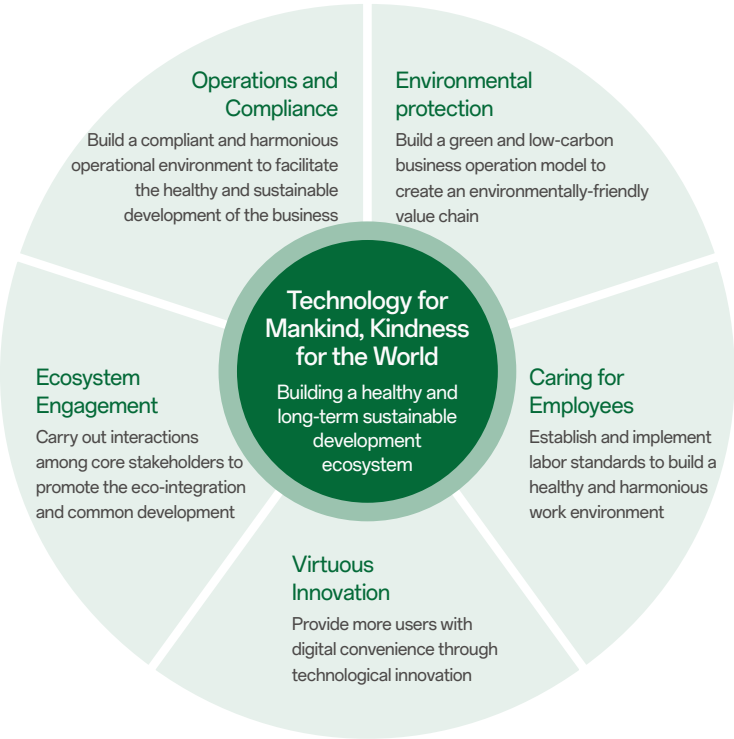 Operations and
Compliance
Build a compliant and harmonious
operational environment to facilitate
the healthy and sustainable
development of the business
Environmental
protection
Build a green and low-carbon
business operation model to
create an environmentally-friendly
value chain
Technology for
Mankind, Kindness
for the World
Building a healthy and
long-term sustainable
development
ecosystem
Ecosystem
Engagement
Carry out interactions
among core stakeholders to
promote the eco-integration
and common development
Caring for
Employees
Establish and implement
labor standards to build a
healthy and harmonious
work environment
Virtuous
Innovation
Provide more users with
digital convenience through
technological innovation